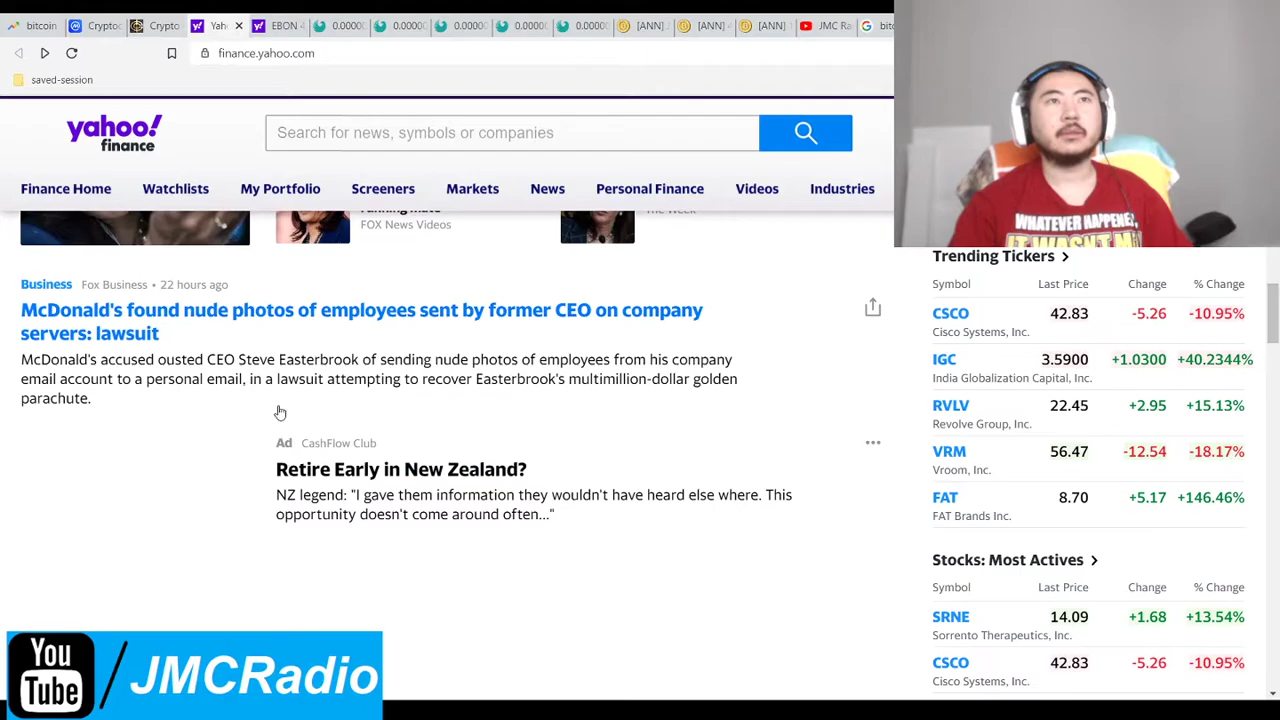 bitcoin
Crypto
Crypto
Yah
EBON
0.0000
0.0000
0.0000
0.0000
0.0000
[ANN]
[ANN]
[ANN]
JMC Ra
bitc
finance.yahoo.com
saved-session
yahoo!
finance
Search for news, symbols or companies
Finance Home Watchlists My Portfolio Screeners Markets News Personal Finance Videos Industries
FOX News Videos
The Week
Business Fox Business • 22 hours ago
McDonald's found nude photos of employees sent by former CEO on company
servers: lawsuit
McDonald's accused ousted CEO Steve Easterbrook of sending nude photos of employees from his company
email account to a personal email, in a lawsuit attempting to recover Easterbrook's multimillion-dollar golden
parachute.
Ad CashFlow Club
Retire Early in New Zealand?
NZ legend: "I gave them information they wouldn't have heard else where. This
opportunity doesn't come around often..."
WHATEVER HAPPENED,
IT WASN'T M
Trending Tickers
Symbol Last Price Change % Change
CSCO 42.83 -5.26 -10.95%
Cisco Systems, Inc.
IGC 3.5900 +1.0300 +40.2344%
India Globalization Capital, Inc.
RVLV 22.45 +2.95 +15.13%
Revolve Group, Inc.
VRM 56.47 -12.54 -18.17%
Vroom, Inc.
FAT 8.70 +5.17 +146.46%
FAT Brands Inc.
Stocks: Most Actives
Symbol Last Price Change % Change
SRNE 14.09 +1.68 +13.54%
Sorrento Therapeutics, Inc.
CSCO 42.83 -5.26 -10.95%
Cisco Systems, Inc.
You
Tube
/JMCRadio